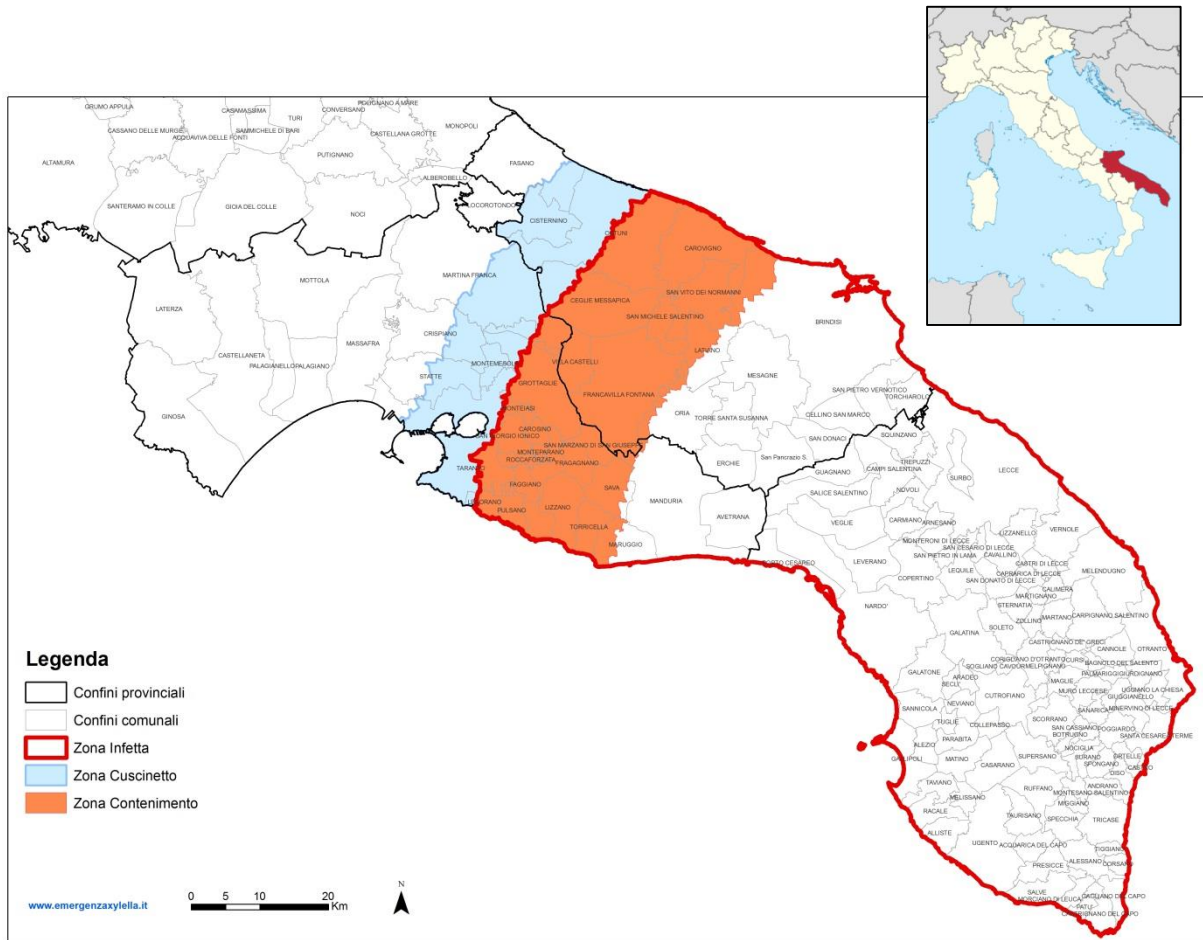 GRUMO APPULA
CASAMASSIMA
TURI
CONVERSANO
POLIGNANO A MARE
CASSANO DELLE MURGE
ACQUAVIVA DELLE FONTI
SAMMICHELE DI BARI
CASTELLANA GROTTE
MONOPOLI
ALTAMURA
PUTIGNANO
FASANO
ALBEROBELLO
SANTERAMO IN COLLE
GIOIA DEL COLLE
NOCI
LOCOROTONDO
CISTERNINO
OSTUNI
CAROVIGNO
MARTINA FRANCA
MOTTOLA
LATERZA
CEGLIE MESSAPICA
SAN VITO DEI NORMANNI
SAN MICHELE SALENTINO
BRINDISI
CRISPIANO
MASSAFRA
CASTELLANETA
PALAGIANELLO
PALAGIANO
STATTE
MONTEMESOLA
VILLA CASTELLI
LATIANO
MESAGNE
GROTTAGLIE
FRANCAVILLA FONTANA
SAN PIETRO VERNOTICO
TORCHIAROLO
GINOSA
MONTEIASI
ORIA
TORRE SANTA SUSANNA
CELLINO SAN MARCO
CAROSINO
SAN GIORGIO IONICO
SAN MARZANO DI SAN GIUSEPPE
SAN DONACI
SQUINZANO
MONTEPARANO
ROCCAFORZATA
FRAGAGNANO
ERCHIE
San Pancrazio S.
TREPUZZI
TARANTO
GUAGNANO
CAMPI SALENTINA
SURBO
LECCE
FAGGIANO
SAVA
MANDURIA
SALICE SALENTINO
NOVOLI
LEPORANO
PULSANO
LIZZANO
AVETRANA
VEGLIE
CARMIANO
ARNESANO
TORRICELLA
LIZZANELLO
VERNOLE
MARUGGIO
MONTERONI DI LECCE
SAN CESARIO DI LECCE
SAN PIETRO IN LAMA
CAVALLINO
PORTO CESAREO
LEVERANO
CASTRI DI LECCE
COPERTINO
LEQUILE
CAPRARICA DI LECCE
SAN DONATO DI LECCE
MELENDUGNO
CALIMERA
MARTIGNANO
NARDO'
STERNATIA
ZOLLINO
MARTANO
CARPIGNANO SALENTINO
GALATINA
SOLETO
CASTRIGNANO DE' GRECI
CANNOLE
OTRANTO
GALATONE
CORIGLIANO D'OTRANTO
CURSI
BAGNOLO DEL SALENTO
SOGLIANO CAVOUR
MELPIGNANO
ARADEO
SECLI'
MAGLIE
PALMARIGGI
GIURDIGNANO
CUTROFIANO
MURO LECCESE
UGGIANO LA CHIESA
GIUGGIANELLO
NEVIANO
SANNICOLA
SANARICA
MINERVINO DI LECCE
TUGLIE
COLLEPASSO
SCORRANO
SAN CASSIANO
BOTRUGNO
POGGIARDO
SANTA CESAREA TERME
ALEZIO
PARABITA
NOCIGLIA
GALLIPOLI
MATINO
CASARANO
SUPERSANO
SURANO
ORTELLE
SPONGANO
CASTRO
DISO
TAVIANO
RUFFANO
ANDRANO
MELISSANO
MONTESANO SALENTINO
MIGGIANO
RACALE
TAURISANO
SPECCHIA
TRICASE
ALLISTE
UGENTO
ACQUARICA DEL CAPO
TIGGIANO
PRESICCE
ALESSANO
CORSANO
SALVE
MORCIANO DI LEUCA
GAGLIANO DEL CAPO
PATU'
CASTRIGNANO DEL CAPO
Legenda
Confini provinciali
Confini comunali
Zona Infetta
Zona Cuscinetto
Zona Contenimento
www.emergenzaxylella.it
0 5 10 20
Km
N